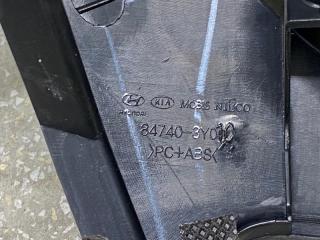 KIA MOBIS
HYUNDAI
84740-3Y0
>PC+ABS<